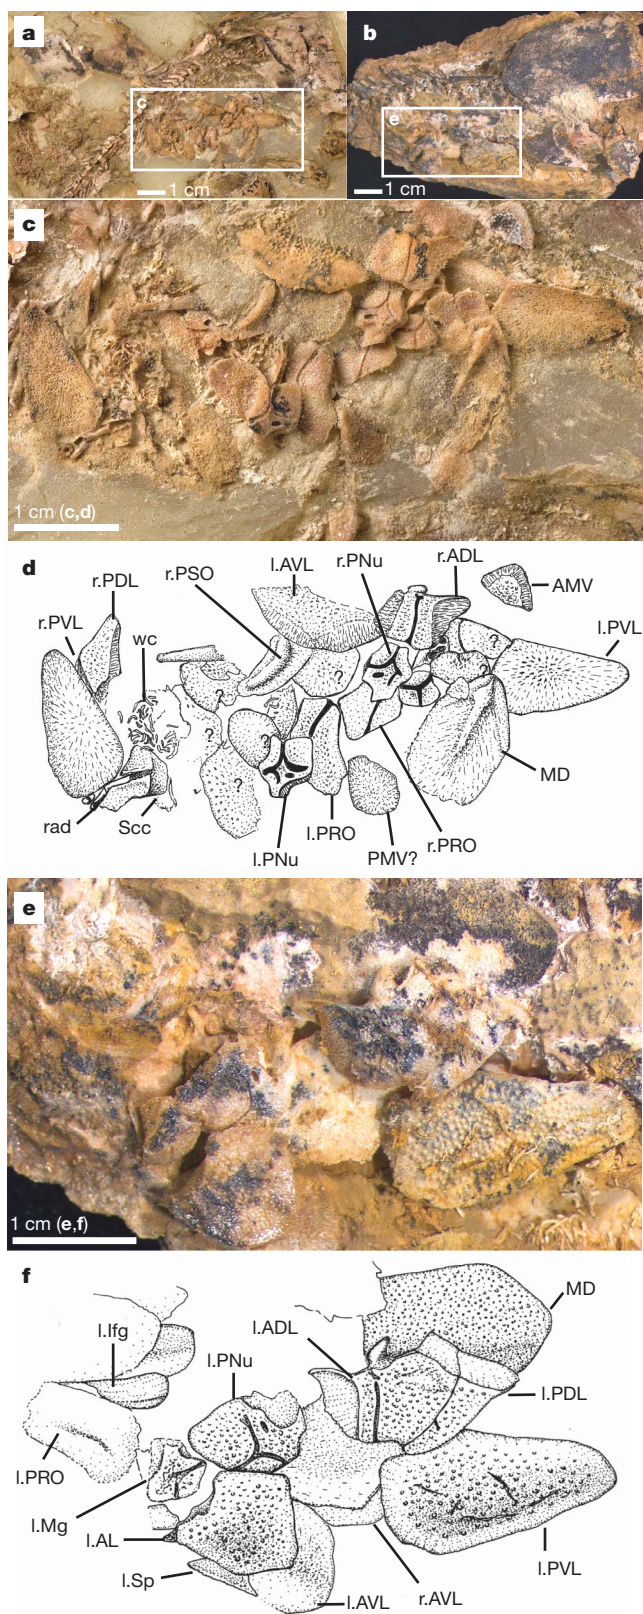 a
b
c
e
1 cm
1 cm
c
1 cm (c,d)
d
r.PNu
r.ADL
l.AVL
r.PSO
AMV
r.PDL
r.PVL
l.PVL
wc
? ? ? ? ? ? ?
MD
rad
Scc
l.PNu
l.PRO
PMV?
r.PRO
e
1 cm (e,f)
f
MD
l.Ifg
l.ADL
l.PNu
l.PDL
l.PRO
l.Mg
l.AL
l.Sp
l.AVL
r.AVL
l.PVL